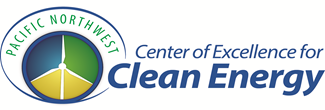 PACIFIC NORTHWEST
Center of Excellence for
Clean Energy